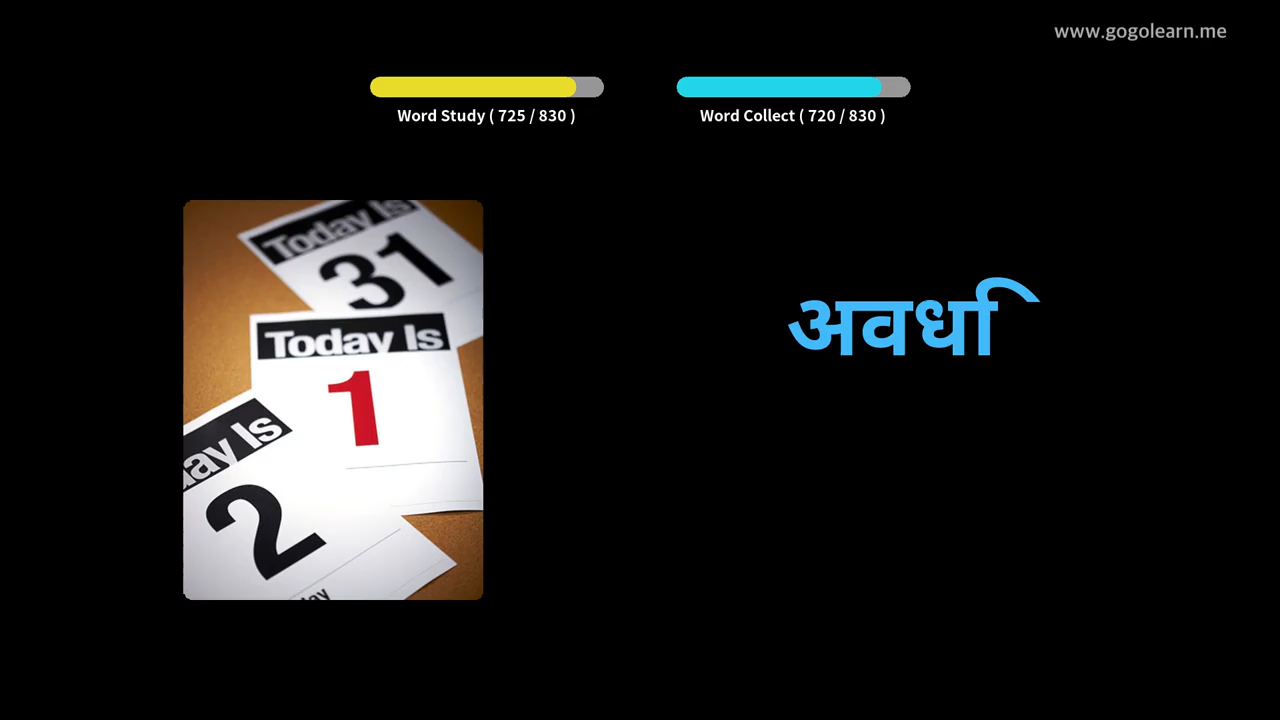 www.gogolearn.me
Word Study ( 725 / 830 )
Word Collect ( 720 / 830 )
Today Is
31
Today Is
1
अवधि
ay Is
2
day